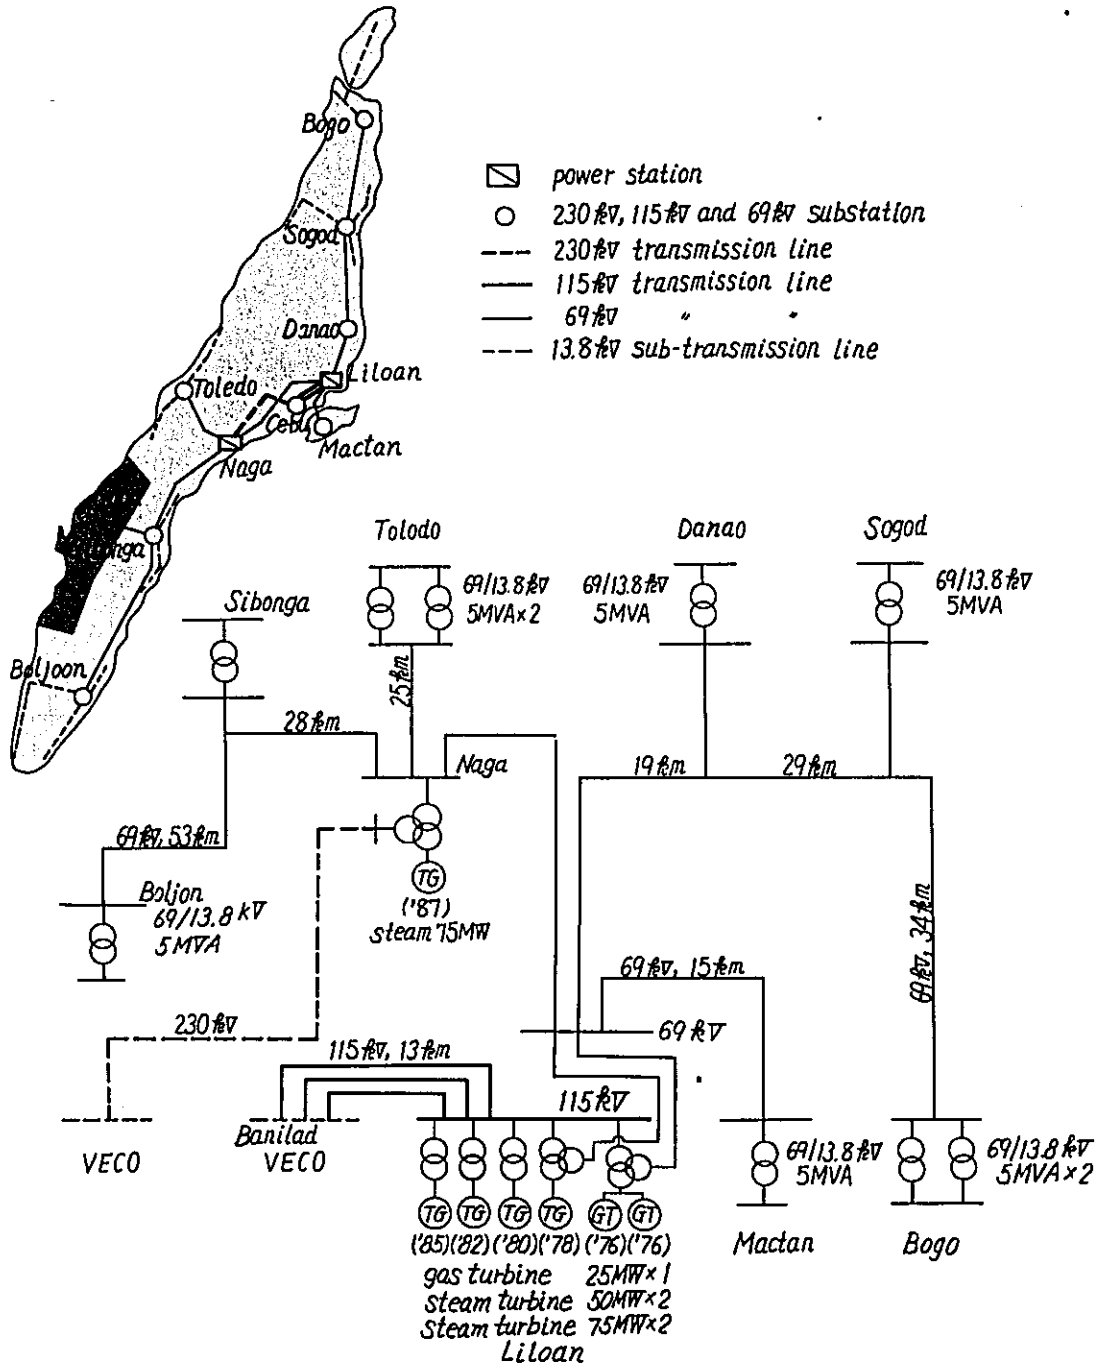 Bogo
Sogod
Danao
Liloan
Toledo
Cebu
Mactan
Naga
Boljoon
power station
230kV, 115kV and 69kV substation
230kV transmission line
115kV transmission line
69kV " "
13.8kV sub-transmission line
Tolodo
Danao
Sogod
69/13.8kV
5MVA×2
69/13.8kV
5MVA
69/13.8kV
5MVA
Sibonga
25km
28km
Naga
19km
29km
69kV, 53km
TG
('87)
steam 75MW
Boljon
69/13.8kV
5MVA
69kV, 34km
69kV, 15km
230kV
69kV
115kV, 13km
115kV
Banilad
VECO
VECO
69/13.8kV
5MVA
69/13.8kV
5MVA×2
TG TG TG TG GT GT
('85) ('82) ('80) ('78) ('76) ('76)
Mactan
Bogo
gas turbine 25MW×1
steam turbine 50MW×2
steam turbine 75MW×2
Liloan